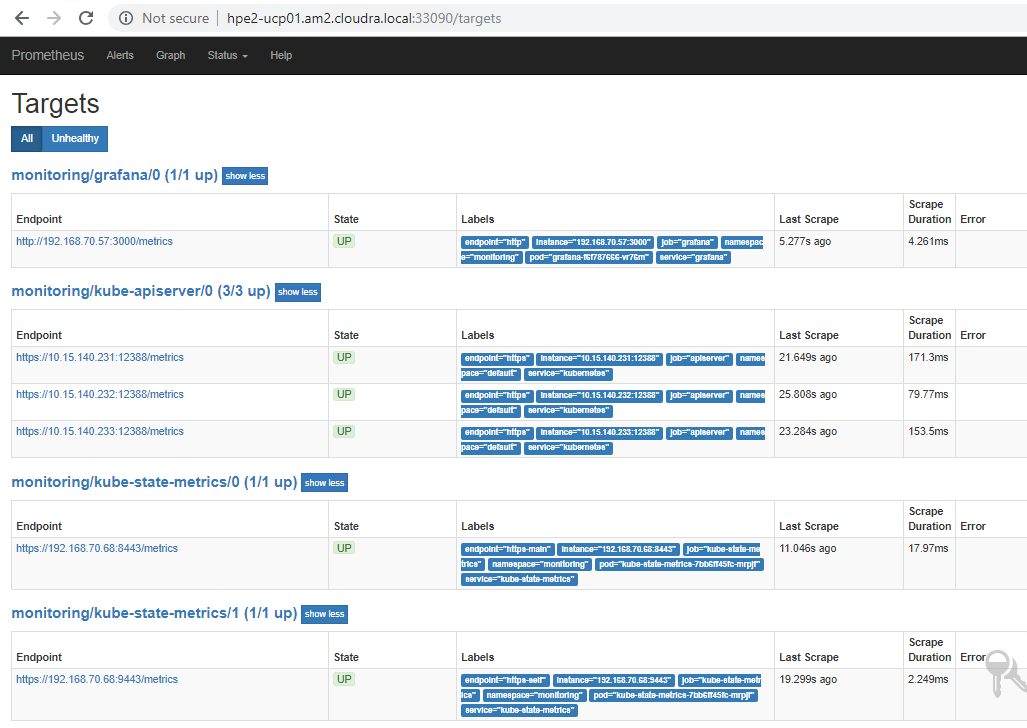 Not secure | hpe2-ucp01.am2.cloudra.local:33090/targets
Prometheus Alerts Graph Status Help
Targets
All Unhealthy
monitoring/grafana/0 (1/1 up) show less
Endpoint State Labels Last Scrape Scrape Duration Error
http://192.168.70.57:3000/metrics UP endpoint="http" instance="192.168.70.57:3000" job="grafana" namespac 5.277s ago 4.261ms
e="monitoring" pod="grafana-f6f787666-vr76m" service="grafana"
monitoring/kube-apiserver/0 (3/3 up) show less
Endpoint State Labels Last Scrape Scrape Duration Error
https://10.15.140.231:12388/metrics UP endpoint="https" instance="10.15.140.231:12388" job="apiserver" names 21.649s ago 171.3ms
pace="default" service="kubernetes"
https://10.15.140.232:12388/metrics UP endpoint="https" instance="10.15.140.232:12388" job="apiserver" names 25.808s ago 79.77ms
pace="default" service="kubernetes"
https://10.15.140.233:12388/metrics UP endpoint="https" instance="10.15.140.233:12388" job="apiserver" names 23.284s ago 153.5ms
pace="default" service="kubernetes"
monitoring/kube-state-metrics/0 (1/1 up) show less
Endpoint State Labels Last Scrape Scrape Duration Error
https://192.168.70.68:8443/metrics UP endpoint="https-main" instance="192.168.70.68:8443" job="kube-state-me 11.046s ago 17.97ms
trics" namespace="monitoring" pod="kube-state-metrics-7bb6ff45fc-mrpjf"
service="kube-state-metrics"
monitoring/kube-state-metrics/1 (1/1 up) show less
Endpoint State Labels Last Scrape Scrape Duration Error
https://192.168.70.68:9443/metrics UP endpoint="https-self" instance="192.168.70.68:9443" job="kube-state-metr 19.299s ago 2.249ms
ics" namespace="monitoring" pod="kube-state-metrics-7bb6ff45fc-mrpjf"
service="kube-state-metrics"